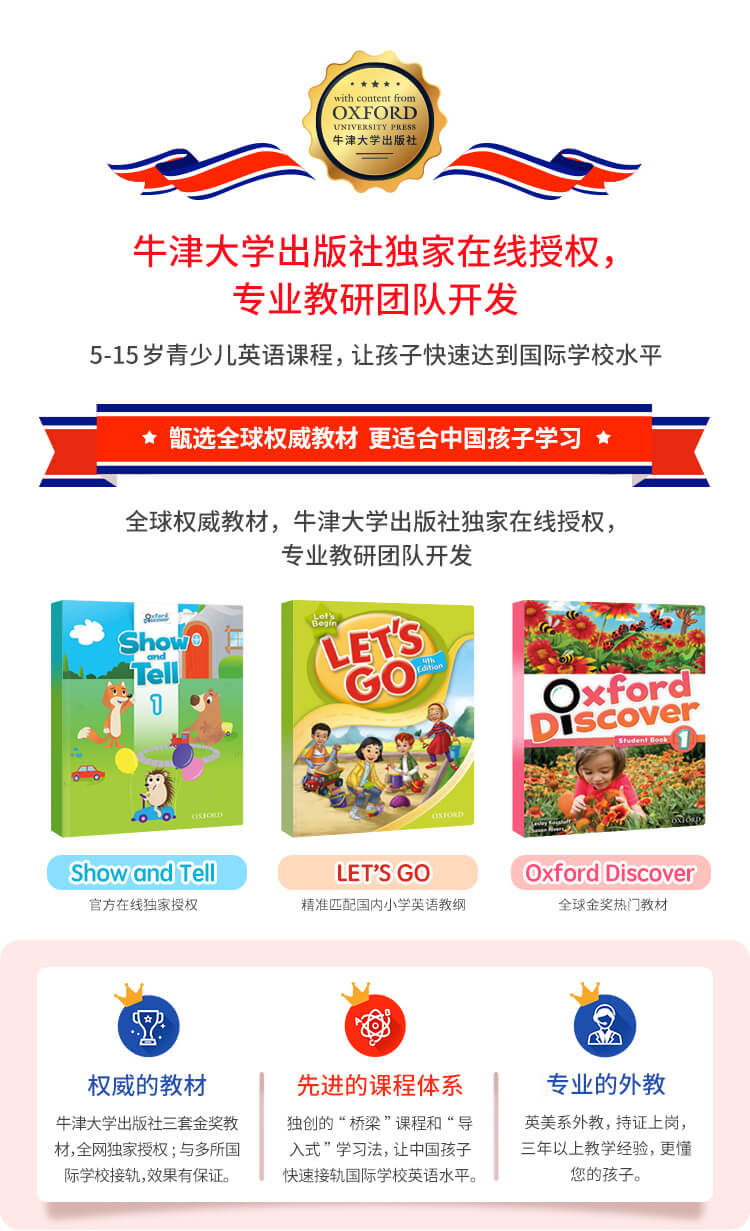 with content from
OXFORD
UNIVERSITY PRESS
牛津大学出版社
牛津大学出版社独家在线授权，
专业教研团队开发
5-15岁青少儿英语课程，让孩子快速达到国际学校水平
甄选全球权威教材 更适合中国孩子学习
全球权威教材，牛津大学出版社独家在线授权，
专业教研团队开发
Oxford
Discover
Show
and
Tell
1
OXFORD
Let's
Begin
LET'S
GO
4th
Edition
OXFORD
Oxford
Discover
Student Book 1
Lesley Koustaff
Susan Rivers
OXFORD
Show and Tell
LET'S GO
Oxford Discover
官方在线独家授权
精准匹配国内小学英语教纲
全球金奖热门教材
权威的教材
牛津大学出版社三套金奖教
材，全网独家授权；与多所国
际学校接轨，效果有保证。
先进的课程体系
独创的“桥梁”课程和“导
入式”学习法，让中国孩子
快速接轨国际学校英语水平。
专业的外教
英美系外教，持证上岗，
三年以上教学经验，更懂
您的孩子。